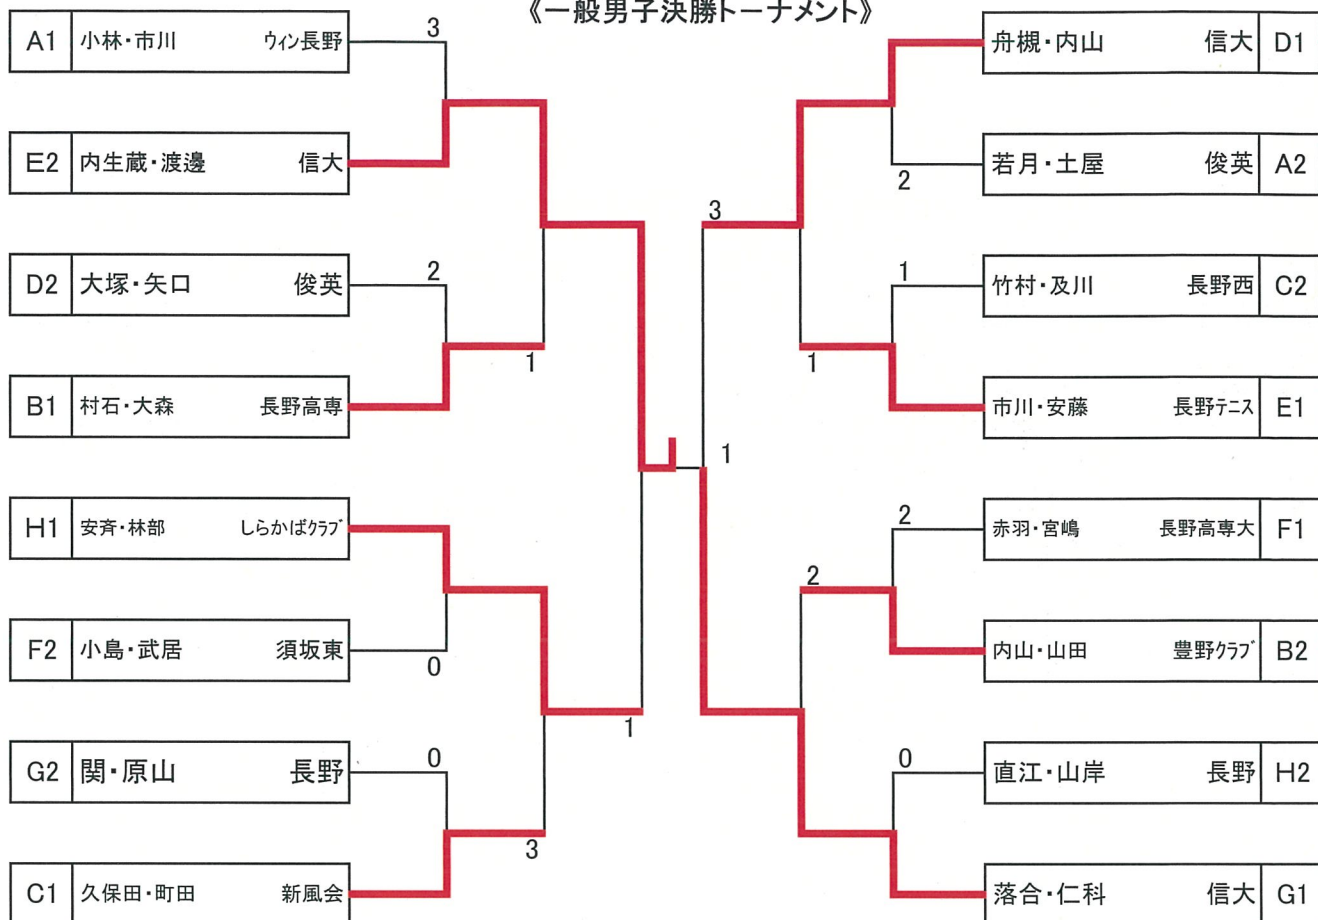 《一般男子決勝トーナメント》
A1 小林・市川 ウィン長野
3
E2 内生蔵・渡邊 信大
D2 大塚・矢口 俊英
2
B1 村石・大森 長野高専
1
H1 安斉・林部 しらかばクラブ
F2 小島・武居 須坂東
0
1
G2 関・原山 長野
0
C1 久保田・町田 新風会
3
舟槻・内山 信大 D1
若月・土屋 俊英 A2
2
3
竹村・及川 長野西 C2
1
市川・安藤 長野テニス E1
1
1
赤羽・宮嶋 長野高専大 F1
2
内山・山田 豊野クラブ B2
2
直江・山岸 長野 H2
0
落合・仁科 信大 G1